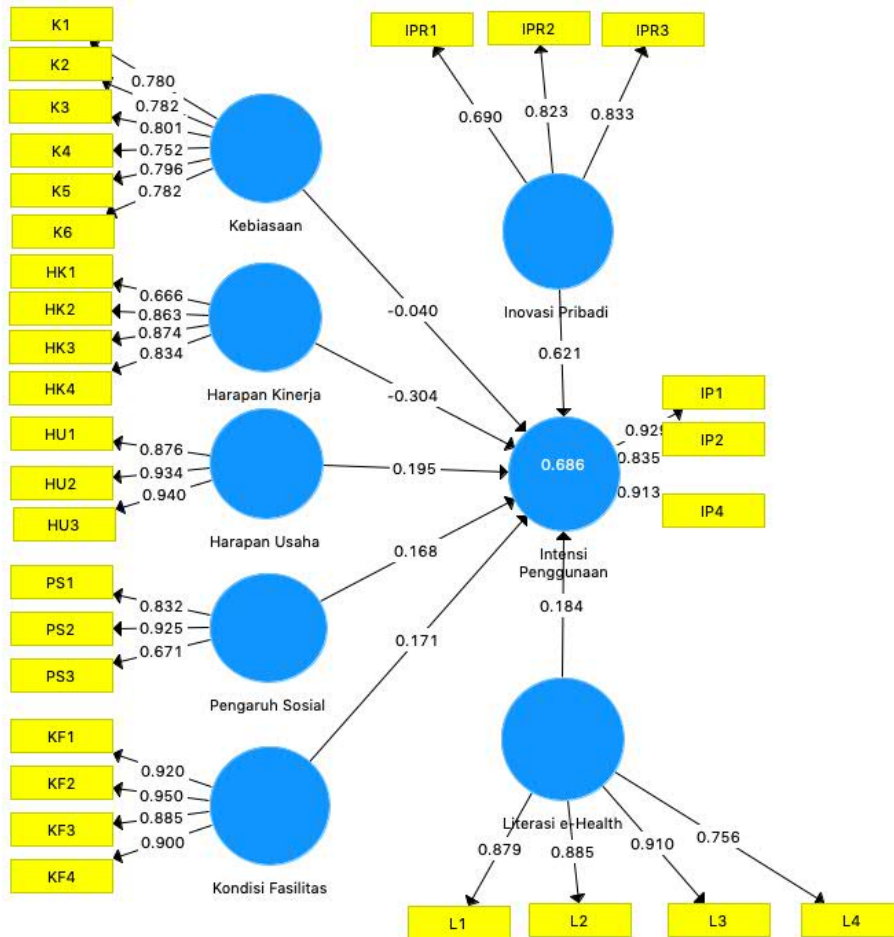 K1
K2
K3
K4
K5
K6
0.780
0.782
0.801
0.752
0.796
0.782
Kebiasaan
-0.040
HK1
HK2
HK3
HK4
0.666
0.863
0.874
0.834
Harapan Kinerja
-0.304
HU1
HU2
HU3
0.876
0.934
0.940
Harapan Usaha
0.195
PS1
PS2
PS3
0.832
0.925
0.671
Pengaruh Sosial
0.168
KF1
KF2
KF3
KF4
0.920
0.950
0.885
0.900
Kondisi Fasilitas
0.171
IPR1
IPR2
IPR3
0.690
0.823
0.833
Inovasi Pribadi
0.621
0.686
Intensi
Penggunaan
0.929
0.835
0.913
IP1
IP2
IP4
0.184
Literasi e-Health
0.879
0.885
0.910
0.756
L1
L2
L3
L4